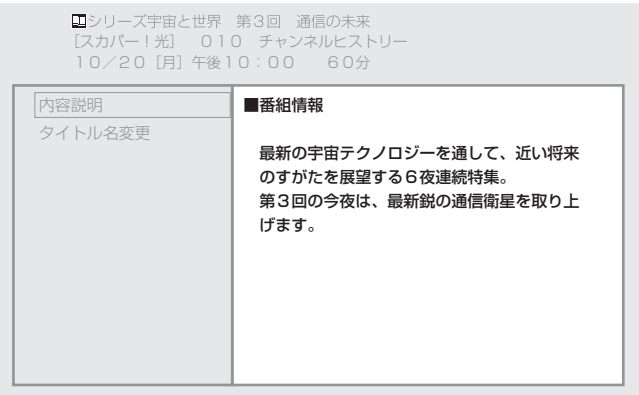 シリーズ宇宙と世界　第3回　通信の未来
［スカパー！光］　０１０　チャンネルヒストリー
１０／２０［月］午後１０：００　　６０分
内容説明
タイトル名変更
■番組情報
最新の宇宙テクノロジーを通して、近い将来
のすがたを展望する６夜連続特集。
第３回の今夜は、最新鋭の通信衛星を取り上
げます。